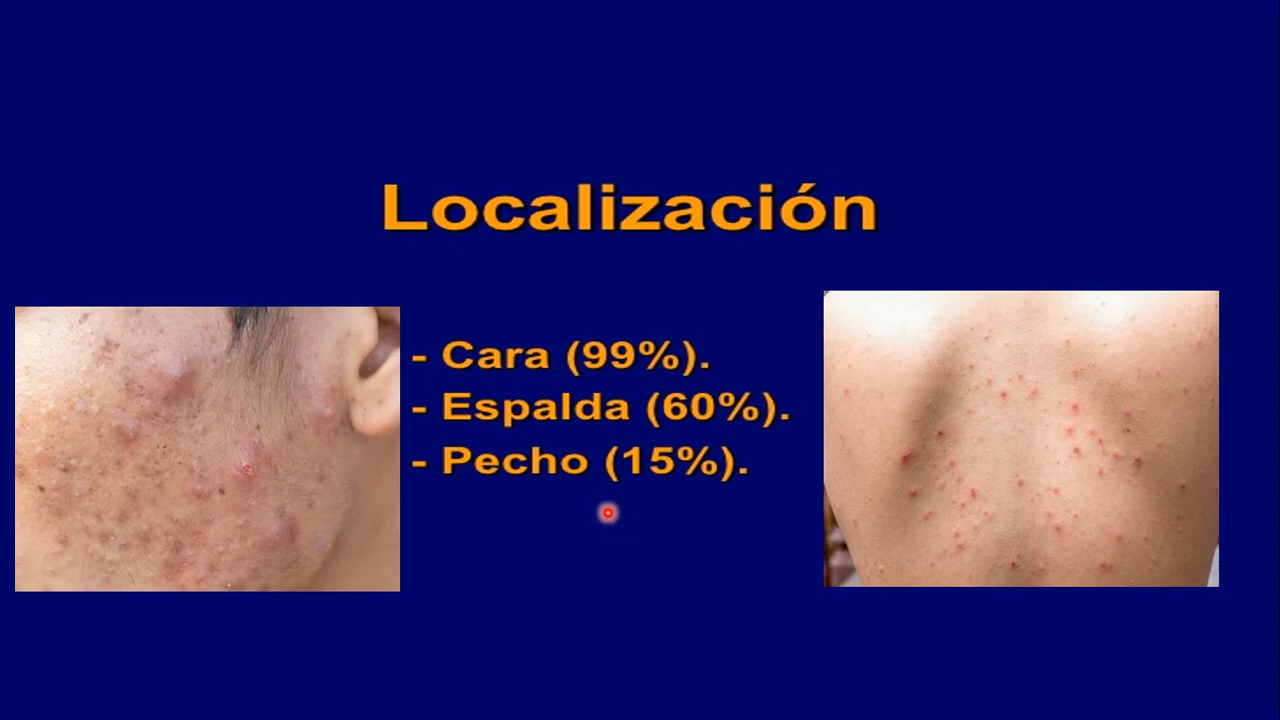 Localización
- Cara (99%).
- Espalda (60%).
- Pecho (15%).